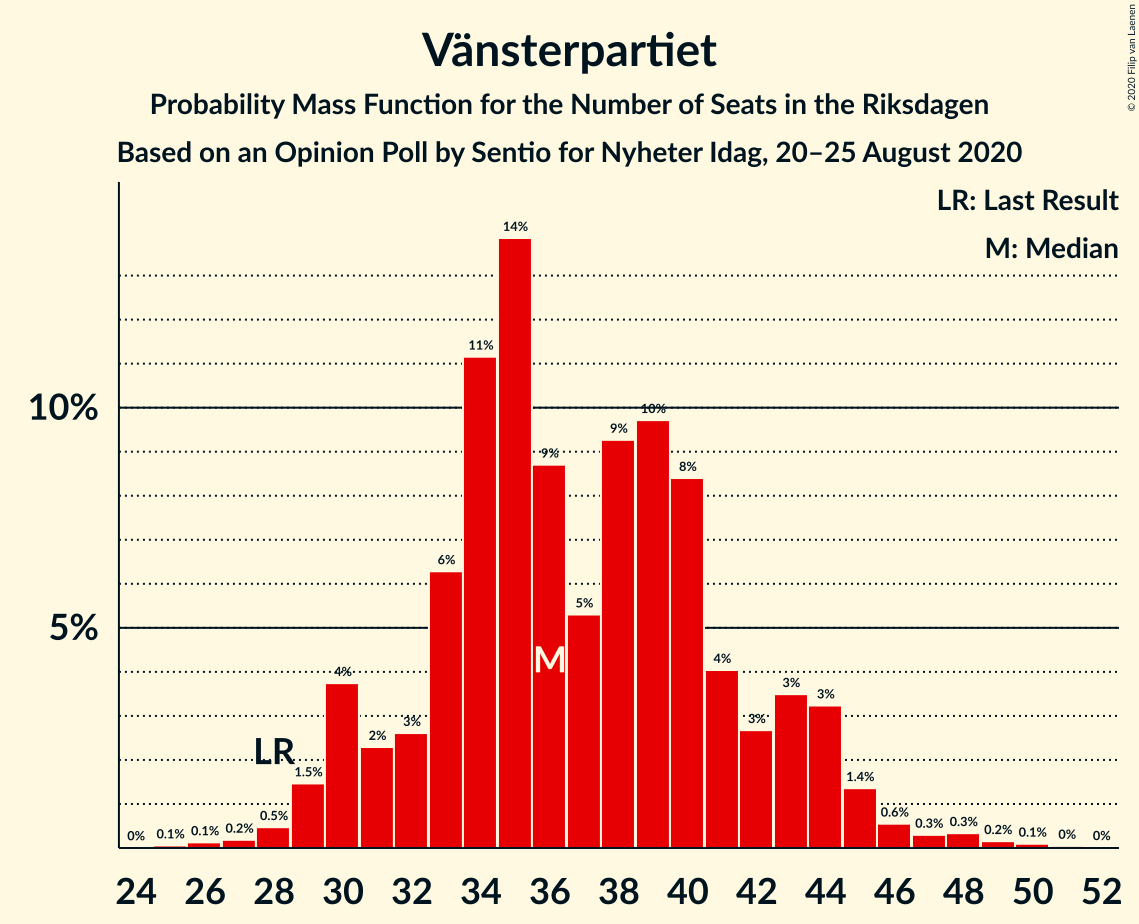 Vänsterpartiet
Probability Mass Function for the Number of Seats in the Riksdagen
Based on an Opinion Poll by Sentio for Nyheter Idag, 20–25 August 2020
© 2020 Filip van Laenen
LR: Last Result
M: Median
10%
5%
0% 0.1% 0.1% 0.2% 0.5% 1.5% 4% 2% 3% 6% 11% 14% 9% 5% 9% 10% 8% 4% 3% 3% 3% 1.4% 0.6% 0.3% 0.3% 0.2% 0.1% 0% 0%
LR
M
24 26 28 30 32 34 36 38 40 42 44 46 48 50 52